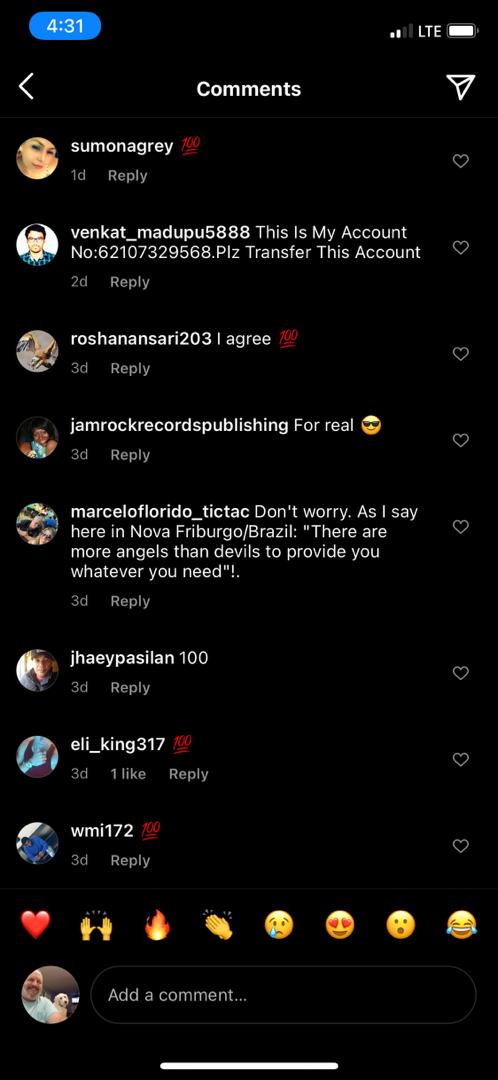 4:31
LTE
Comments
sumonagrey 💯
1d Reply
venkat_madupu5888 This Is My Account
No:62107329568.Plz Transfer This Account
2d Reply
roshanansari203 I agree 💯
3d Reply
jamrockrecordspublishing For real 😎
3d Reply
marceloflorido_tictac Don't worry. As I say
here in Nova Friburgo/Brazil: "There are
more angels than devils to provide you
whatever you need"!.
3d Reply
jhaeypasilan 100
3d Reply
eli_king317 💯
3d 1 like Reply
wmi172 💯
3d Reply
Add a comment...